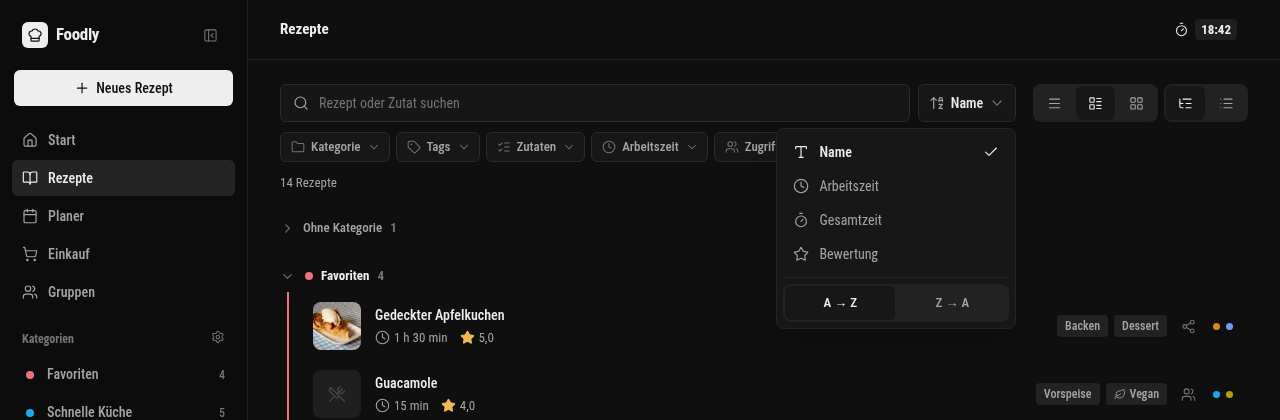 Foodly
Rezepte
18:42
Neues Rezept
Rezept oder Zutat suchen
Name
Start
Kategorie
Tags
Zutaten
Arbeitszeit
Zugrif
Name
Rezepte
14 Rezepte
Arbeitszeit
Planer
Gesamtzeit
Ohne Kategorie 1
Einkauf
Bewertung
Favoriten 4
Gruppen
A → Z
Z → A
Gedeckter Apfelkuchen
Backen
Dessert
Kategorien
1 h 30 min
5,0
Favoriten 4
Guacamole
Vorspeise
Vegan
15 min
4,0
Schnelle Küche 5